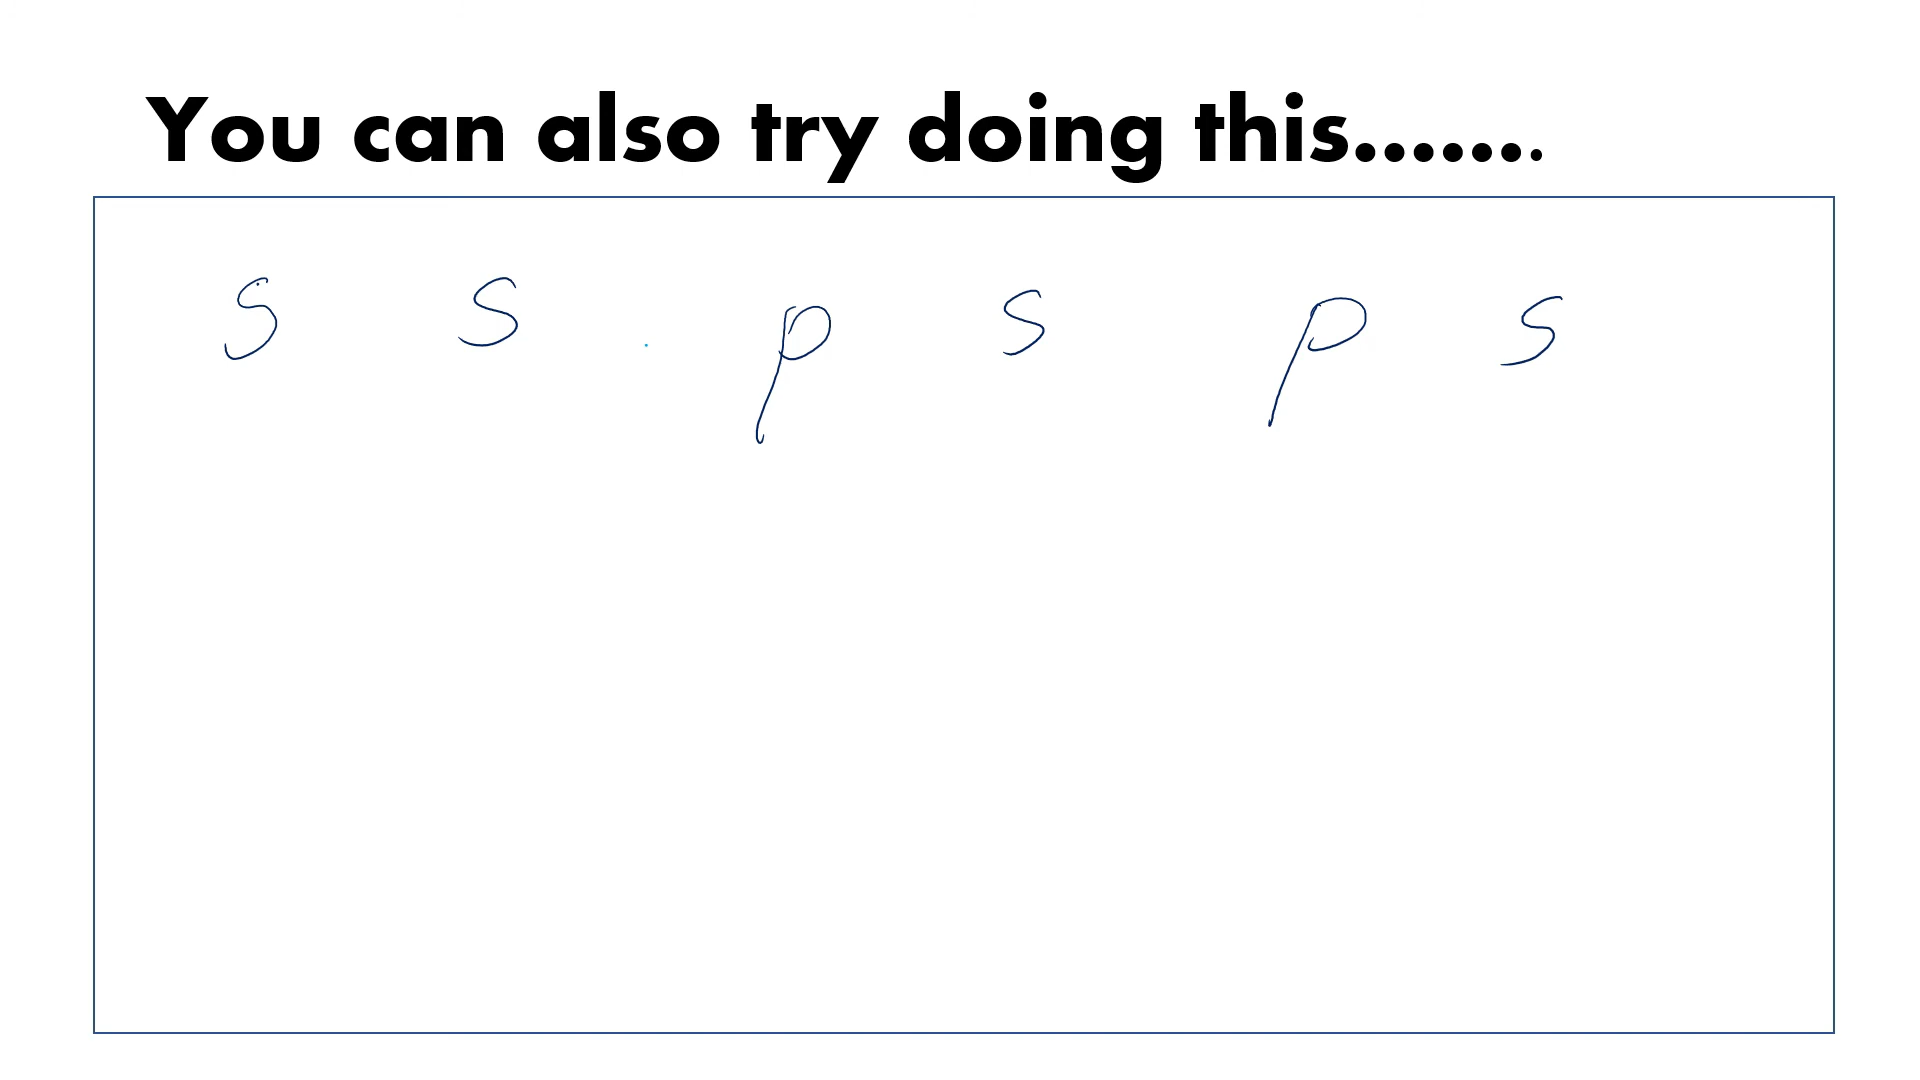 You can also try doing this.......
s s p s p s